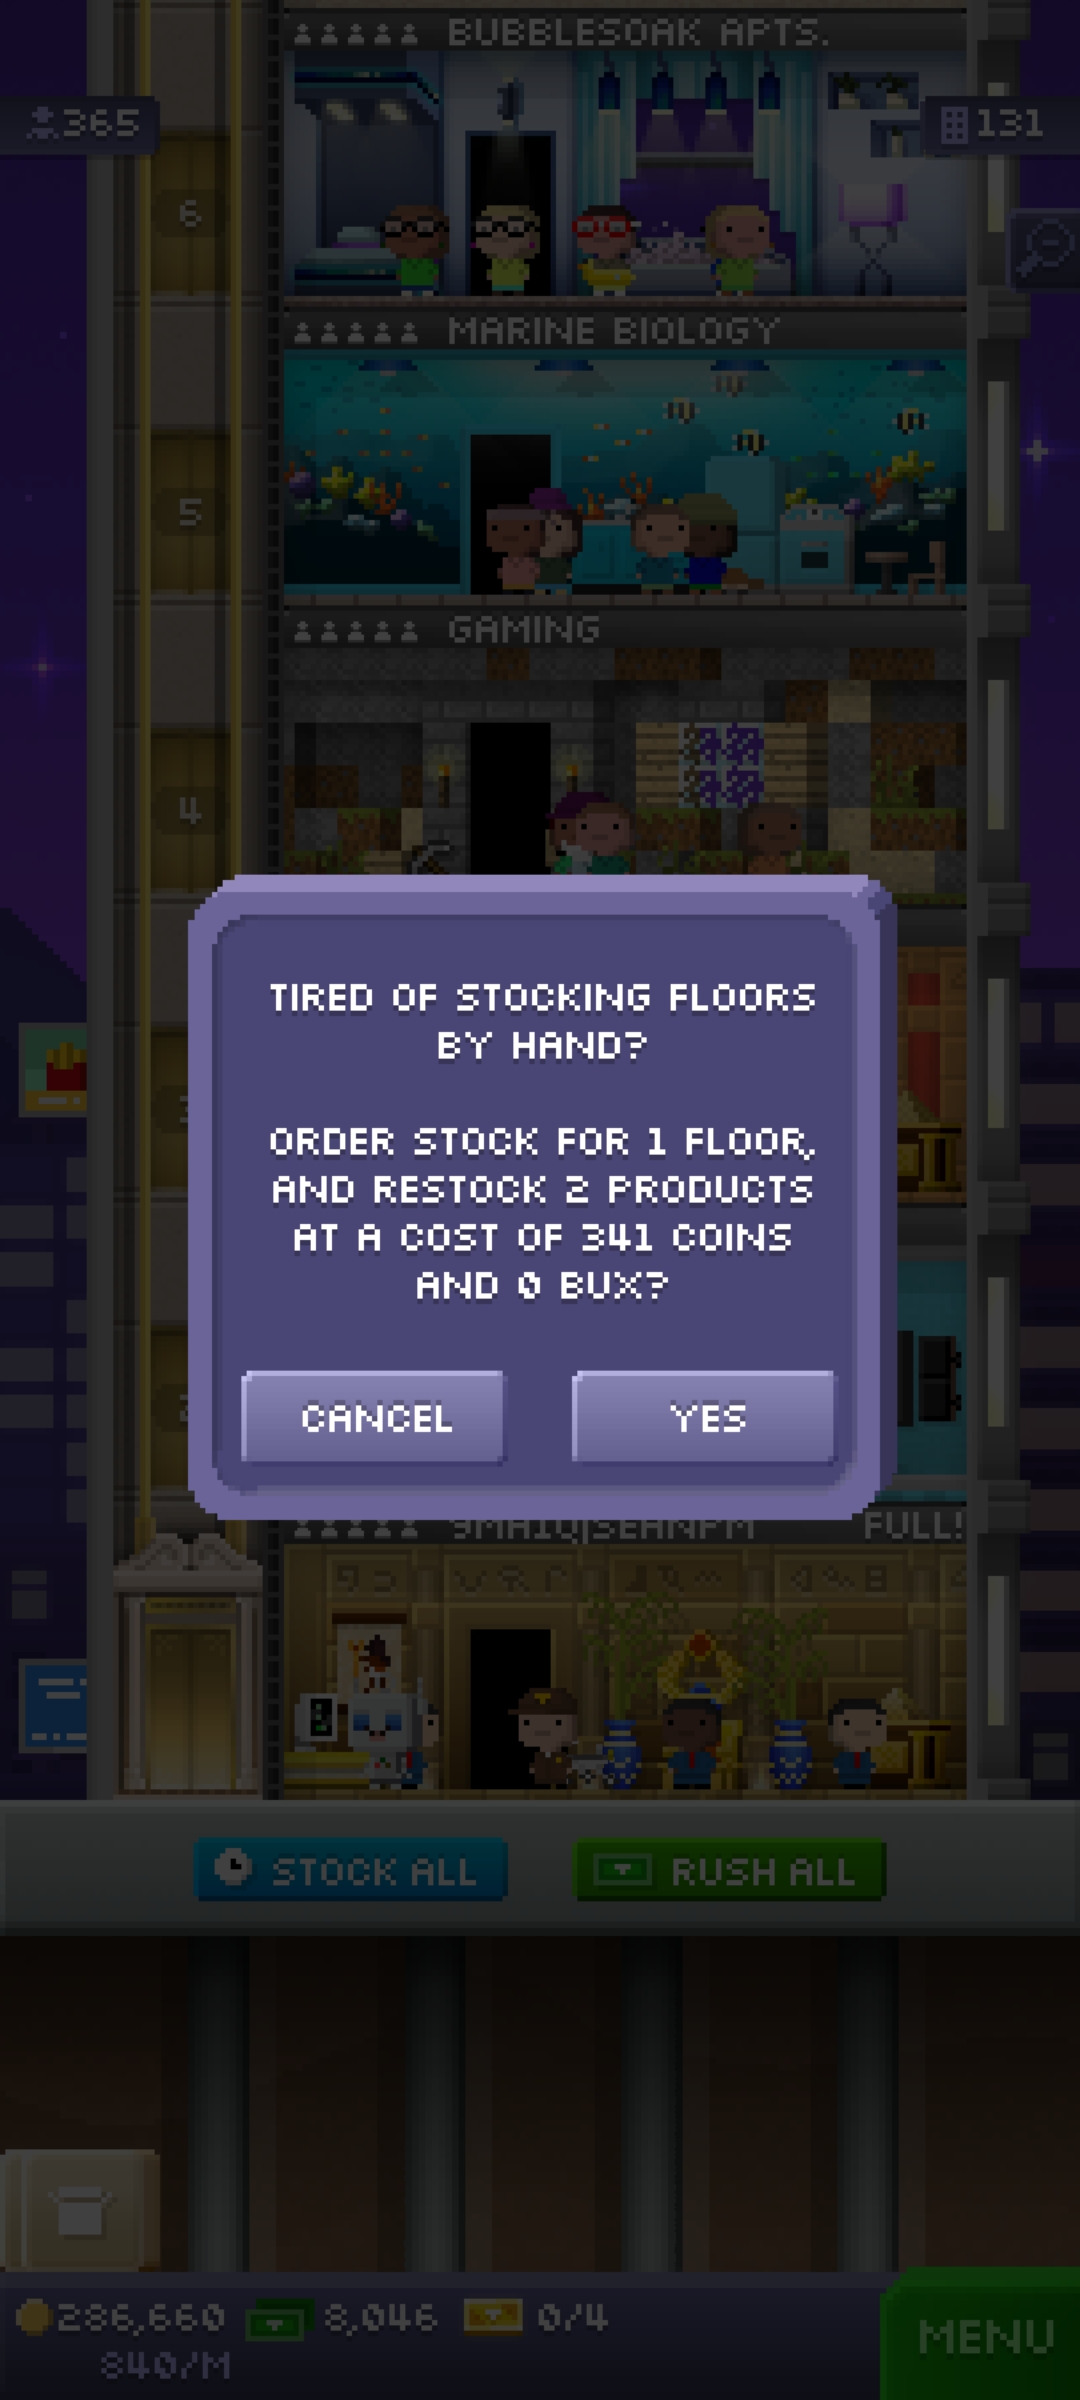 BUBBLESOAK APTS.
365
131
6
MARINE BIOLOGY
5
GAMING
4
TIRED OF STOCKING FLOORS
BY HAND?
ORDER STOCK FOR 1 FLOOR,
AND RESTOCK 2 PRODUCTS
AT A COST OF 341 COINS
AND 0 BUX?
CANCEL
YES
FULL!
STOCK ALL
RUSH ALL
286,660
8,046
0/4
840/M
MENU